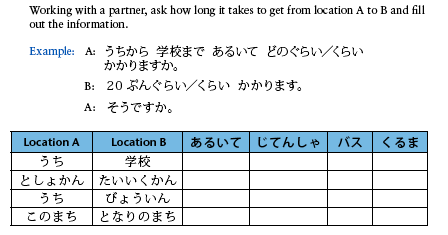 Working with a partner, ask how long it takes to get from location A to B and fill
out the information.
Example: A: うちから 学校まで あるいて どのぐらい／くらい
かかりますか。
B: 20 ぷんぐらい／くらい かかります。
A: そうですか。
Location A Location B あるいて じてんしゃ バス くるま
うち 学校
としょかん たいいくかん
うち びょういん
このまち となりのまち